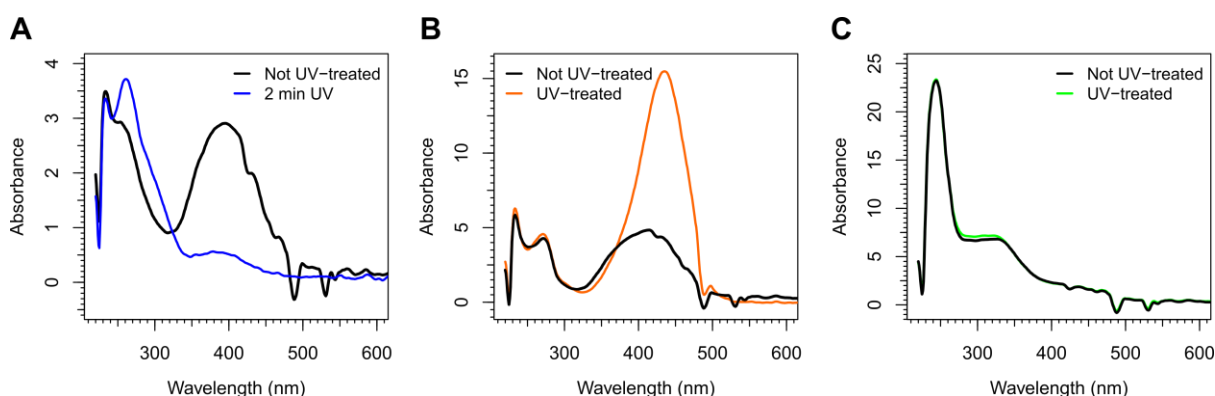 A
Absorbance
4
3
2
1
0
Not UV−treated
2 min UV
300 400 500 600
Wavelength (nm)
B
Absorbance
15
10
5
0
Not UV−treated
UV−treated
300 400 500 600
Wavelength (nm)
C
Absorbance
25
20
15
10
5
0
Not UV−treated
UV−treated
300 400 500 600
Wavelength (nm)